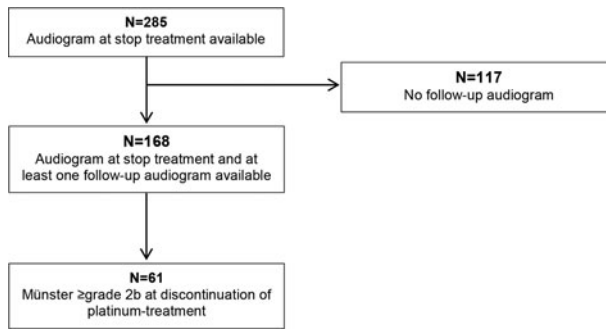 N=285
Audiogram at stop treatment available
N=117
No follow-up audiogram
N=168
Audiogram at stop treatment and at
least one follow-up audiogram available
N=61
Münster ≥grade 2b at discontinuation of
platinum-treatment